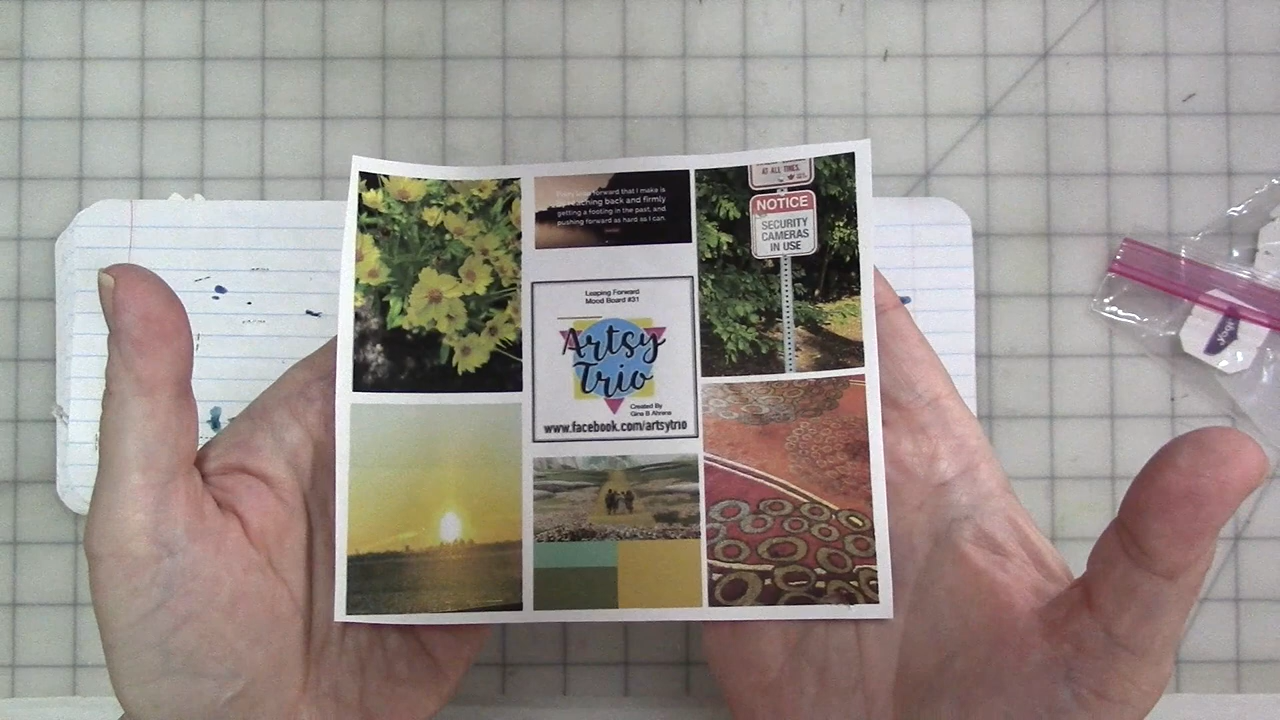 forward that I make is
reaching back and firmly
getting a footing in the past, and
pushing forward as hard as I can.
AT ALL TIMES.
NOTICE
SECURITY
CAMERAS
IN USE
Leaping Forward
Mood Board #31
Artsy
Trio
Created By
Gina B Ahrens
www.facebook.com/artsytrio
Yogi